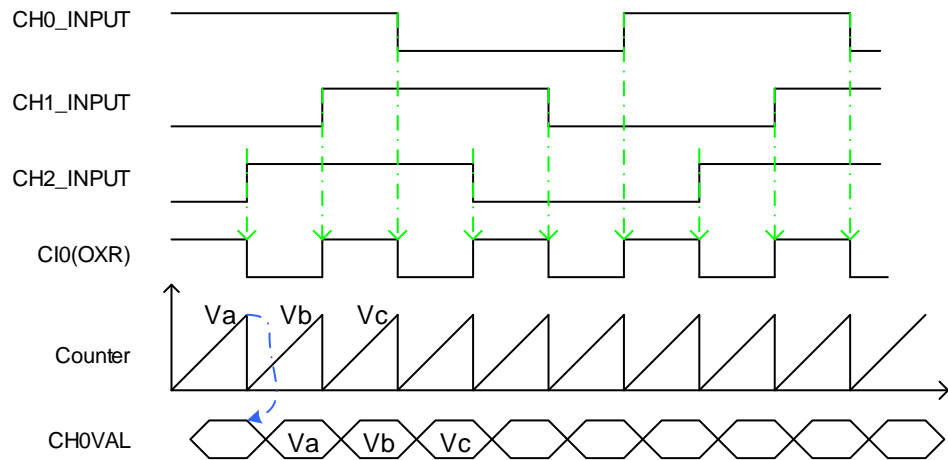 CH0_INPUT
CH1_INPUT
CH2_INPUT
CI0(OXR)
Va Vb Vc
Counter
CH0VAL Va Vb Vc